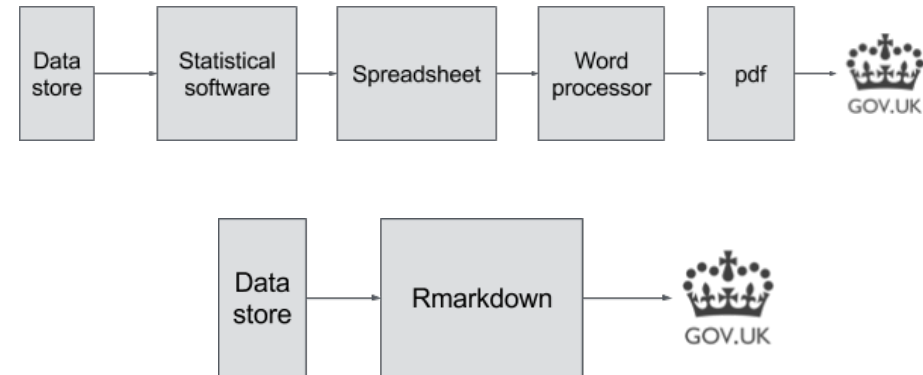 Data
store
Statistical
software
Spreadsheet
Word
processor
pdf
GOV.UK
Data
store
Rmarkdown
GOV.UK